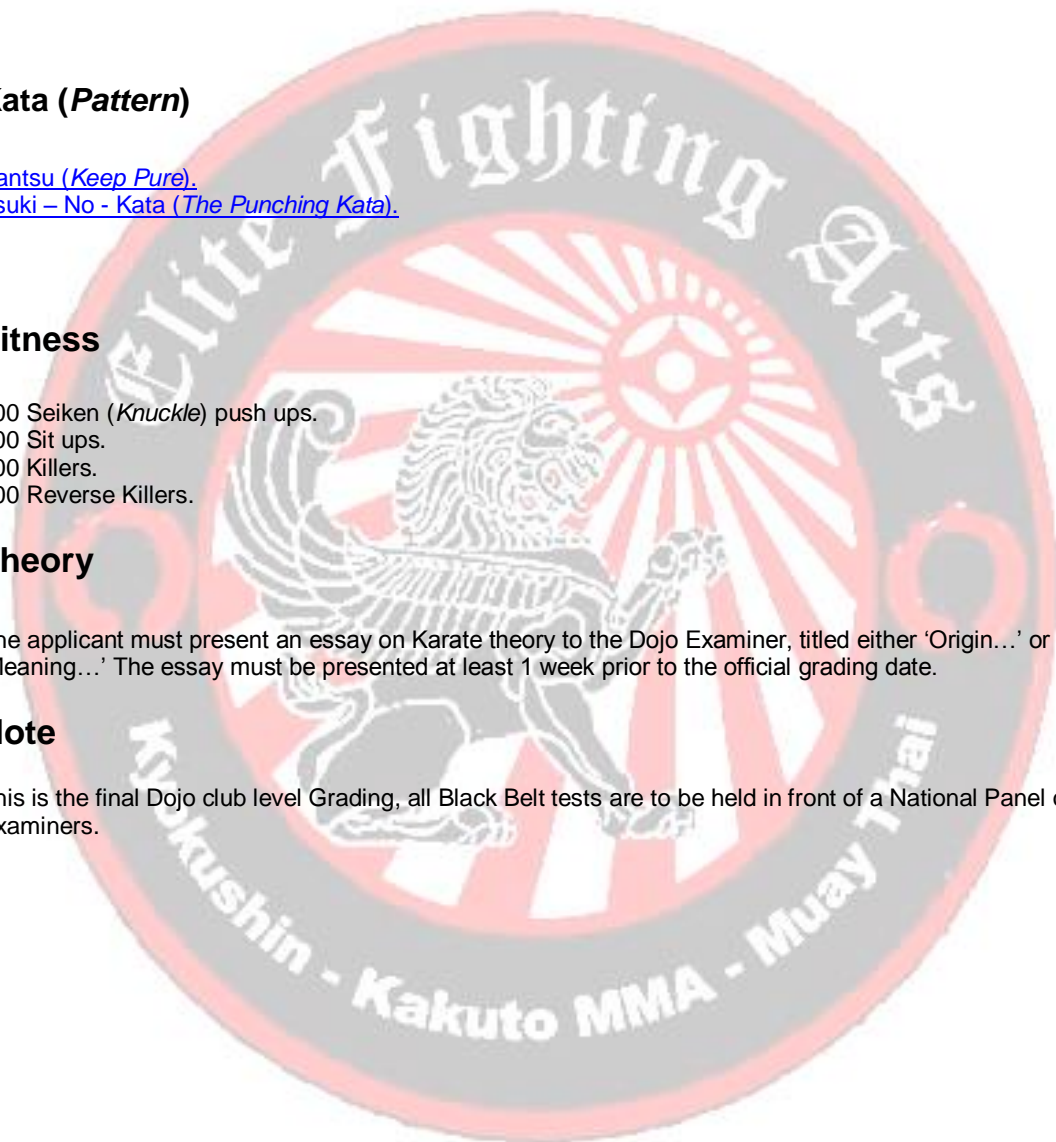 ata (Pattern)
antsu (Keep Pure).
suki – No - Kata (The Punching Kata).
itness
00 Seiken (Knuckle) push ups.
00 Sit ups.
00 Killers.
00 Reverse Killers.
heory
he applicant must present an essay on Karate theory to the Dojo Examiner, titled either ‘Origin…’ or
Meaning…’ The essay must be presented at least 1 week prior to the official grading date.
ote
his is the final Dojo club level Grading, all Black Belt tests are to be held in front of a National Panel
xaminers.
Elite Fighting Arts
Kyokushin - Kakuto MMA - Muay Thai